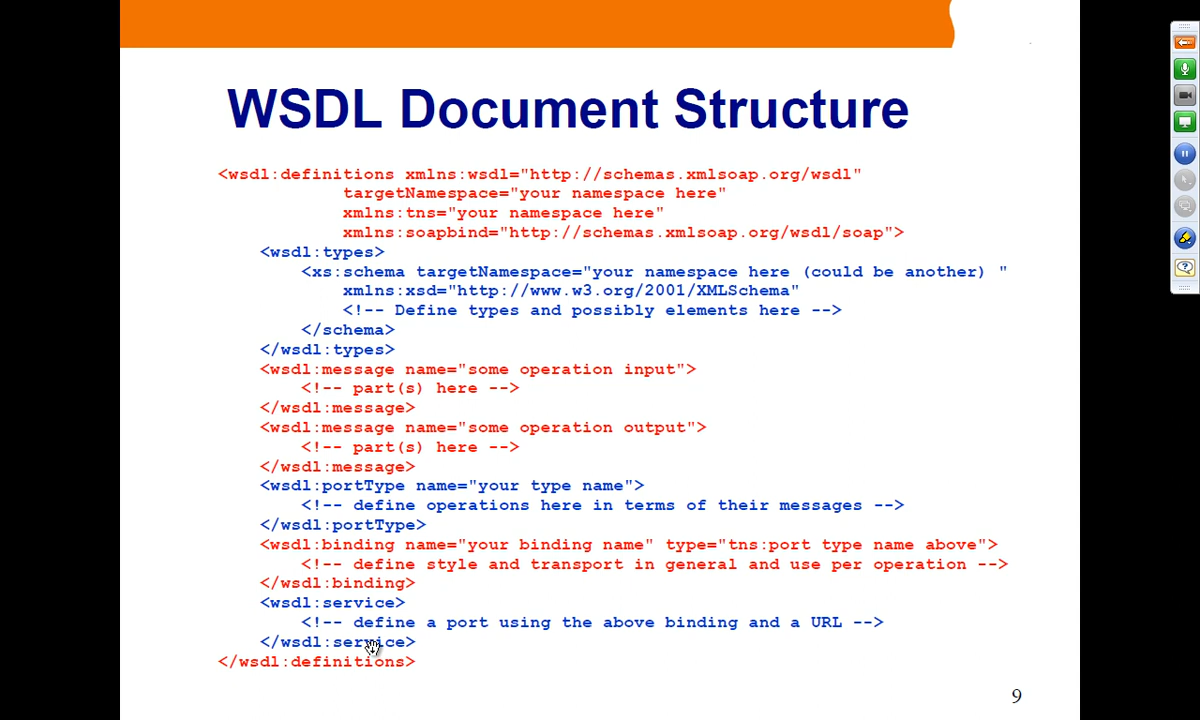 WSDL Document Structure
<wsdl:definitions xmlns:wsdl="http://schemas.xmlsoap.org/wsdl"
targetNamespace="your namespace here"
xmlns:tns="your namespace here"
xmlns:soapbind="http://schemas.xmlsoap.org/wsdl/soap">
<wsdl:types>
<xs:schema targetNamespace="your namespace here (could be another) "
xmlns:xsd="http://www.w3.org/2001/XMLSchema"
<!-- Define types and possibly elements here -->
</schema>
</wsdl:types>
<wsdl:message name="some operation input">
<!-- part(s) here -->
</wsdl:message>
<wsdl:message name="some operation output">
<!-- part(s) here -->
</wsdl:message>
<wsdl:portType name="your type name">
<!-- define operations here in terms of their messages -->
</wsdl:portType>
<wsdl:binding name="your binding name" type="tns:port type name above">
<!-- define style and transport in general and use per operation -->
</wsdl:binding>
<wsdl:service>
<!-- define a port using the above binding and a URL -->
</wsdl:service>
</wsdl:definitions>
9